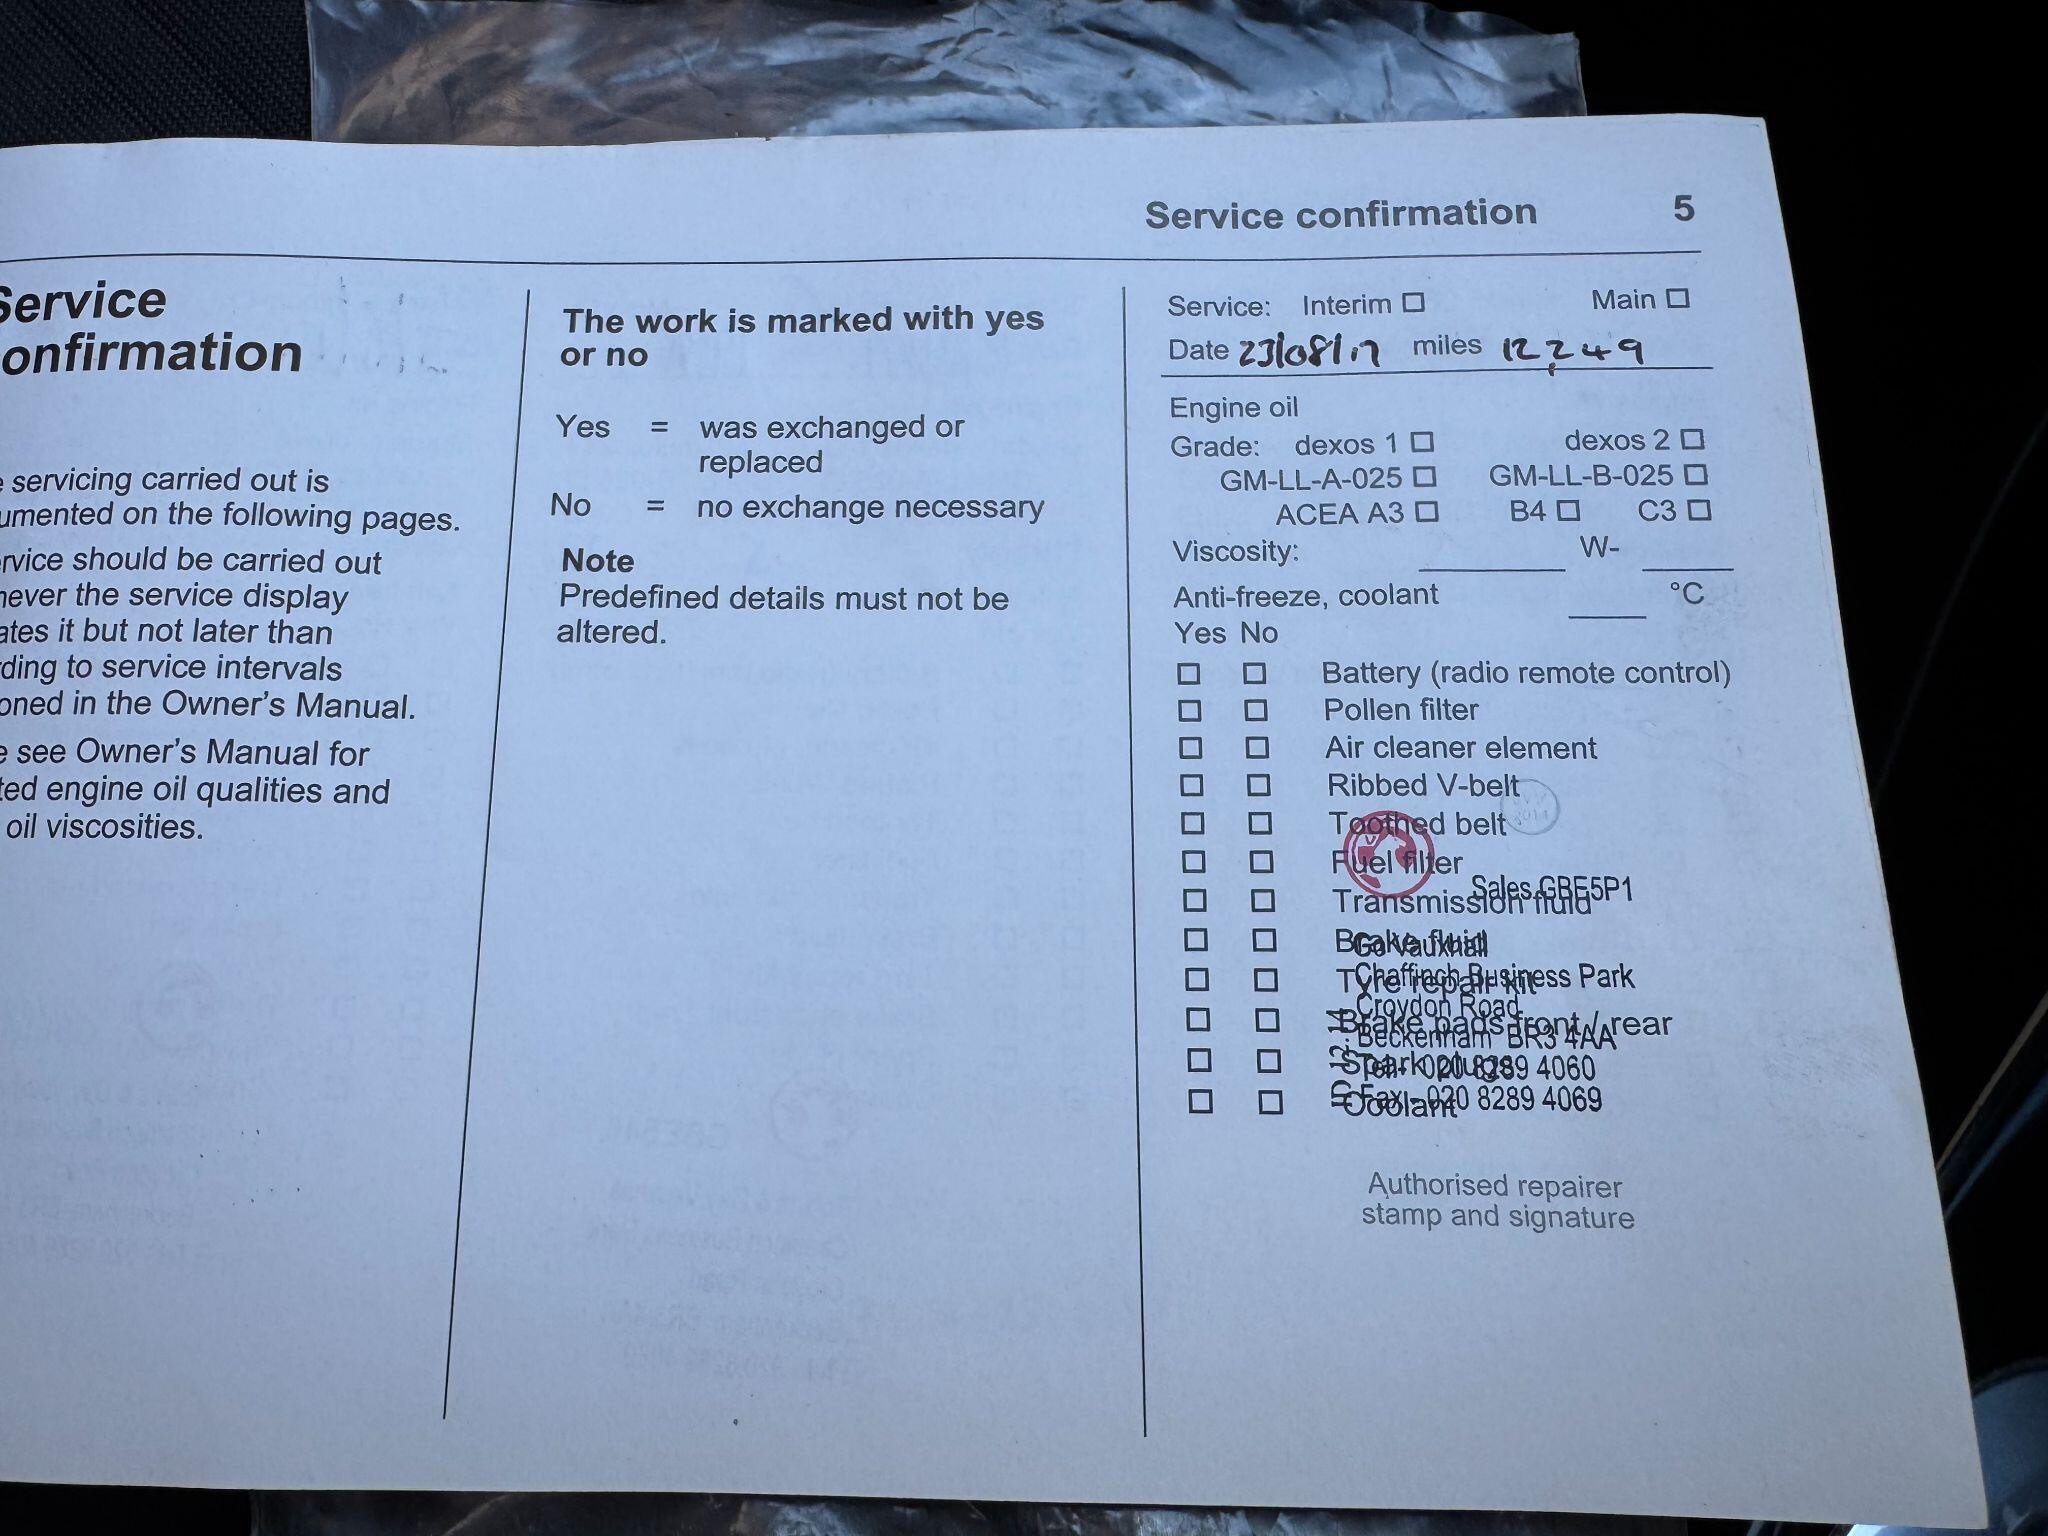 Service confirmation 5
Service
onfirmation
servicing carried out is
umented on the following pages.
rvice should be carried out
never the service display
ates it but not later than
ding to service intervals
oned in the Owner's Manual.
see Owner's Manual for
ted engine oil qualities and
oil viscosities.
The work is marked with yes
or no
Yes = was exchanged or
replaced
No = no exchange necessary
Note
Predefined details must not be
altered.
Service: Interim Main
Date 23/08/17 miles 12,249
Engine oil
Grade: dexos 1 dexos 2
GM-LL-A-025 GM-LL-B-025
ACEA A3 B4 C3
Viscosity: W-
Anti-freeze, coolant °C
Yes No
Battery (radio remote control)
Pollen filter
Air cleaner element
Ribbed V-belt
Toothed belt
Fuel filter
Sales GBE5P1
Transmission fluid
Brake fluid
Go Vauxhall
Chaffinch Business Park
Tyre repair kit
Croydon Road
Brake pads front / rear
Beckenham BR3 4AA
Spark plugs
Tel - 020 8289 4060
Fax - 020 8289 4069
Coolant
Authorised repairer
stamp and signature